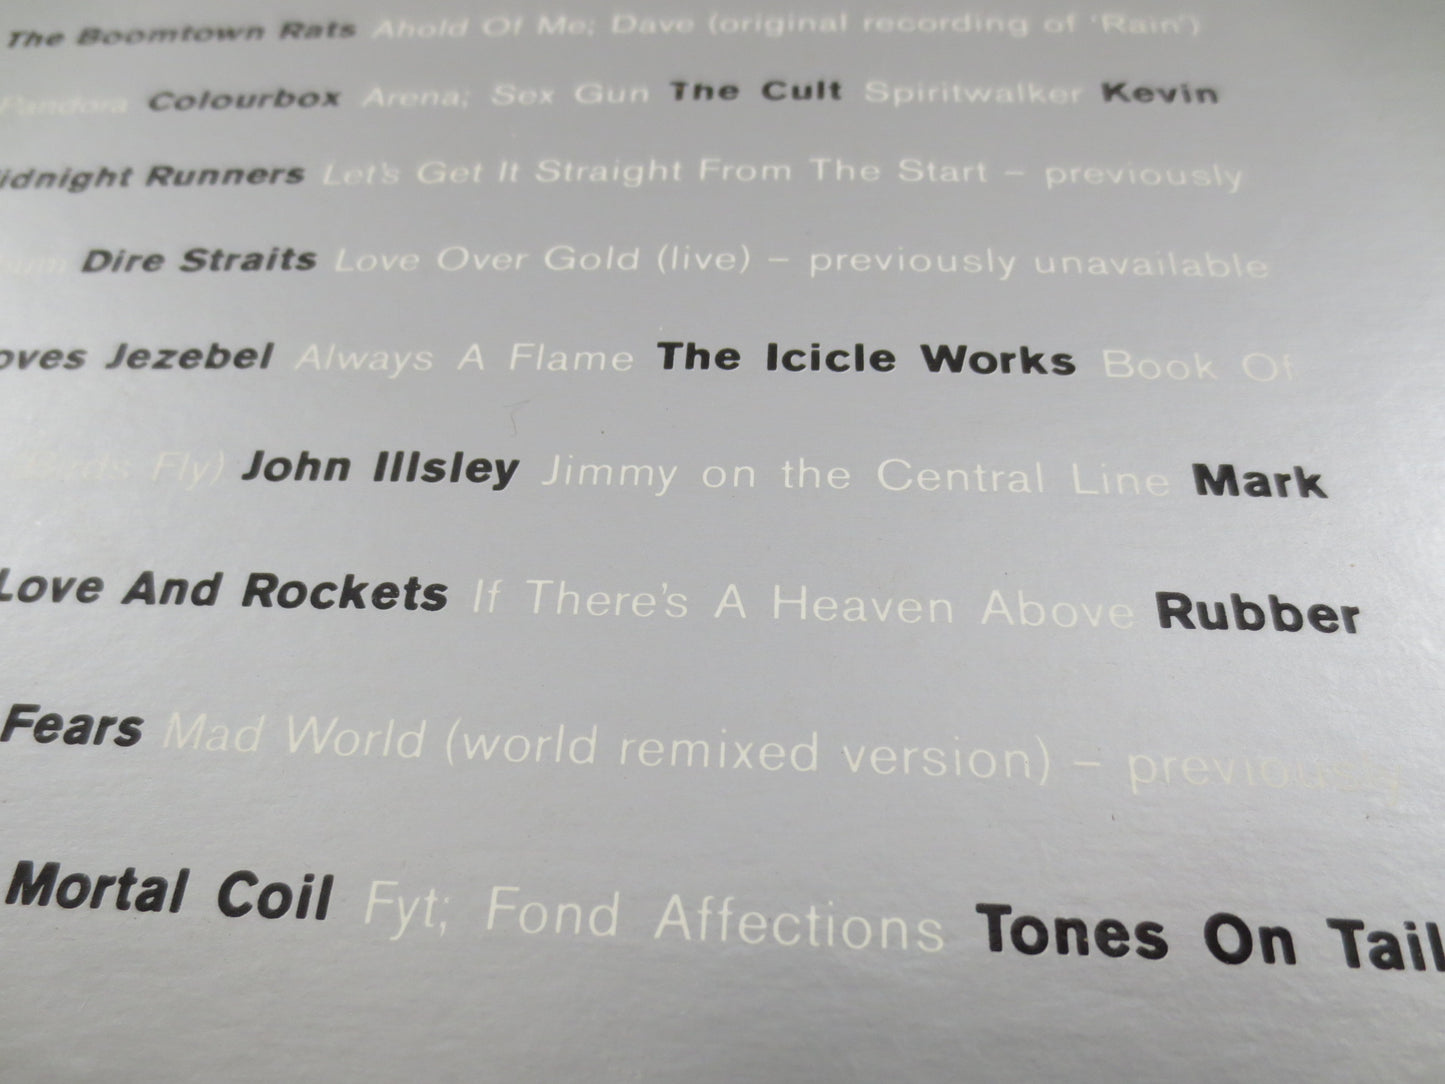 The Boomtown Rats Ahold Of Me; Dave (original recording of 'Rain')
Pandora Colourbox Arena; Sex Gun The Cult Spiritwalker Kevin
idnight Runners Let's Get It Straight From The Start – previously
Dire Straits Love Over Gold (live) – previously unavailable
oves Jezebel Always A Flame The Icicle Works Book Of
Fly) John Illsley Jimmy on the Central Line Mark
Love And Rockets If There's A Heaven Above Rubber
Fears Mad World (world remixed version) – previously
Mortal Coil Fyt; Fond Affections Tones On Tail